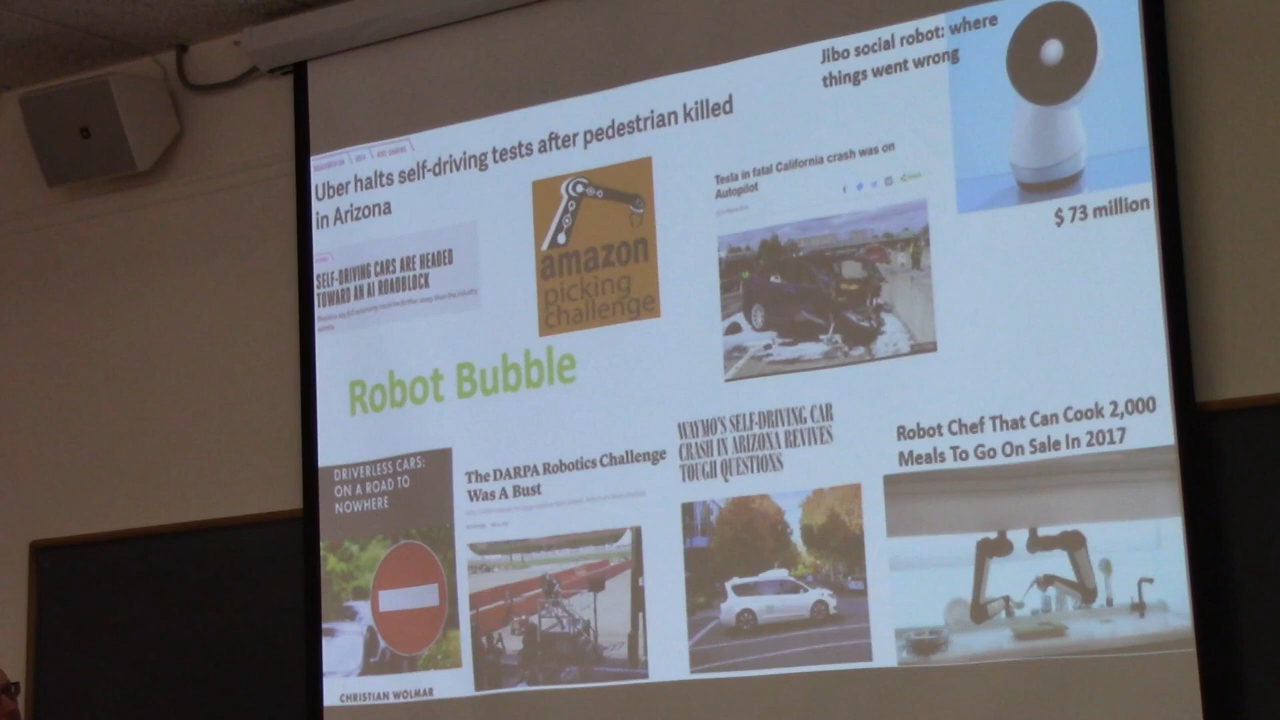 Jibo social robot: where
things went wrong
$ 73 million
Uber halts self-driving tests after pedestrian killed
in Arizona
amazon
picking
challenge
Tesla in fatal California crash was on
Autopilot
SELF-DRIVING CARS ARE HEADED
TOWARD AN AI ROADBLOCK
Robot Bubble
DRIVERLESS CARS:
ON A ROAD TO
NOWHERE
CHRISTIAN WOLMAR
The DARPA Robotics Challenge
Was A Bust
WAYMO'S SELF-DRIVING CAR
CRASH IN ARIZONA REVIVES
TOUGH QUESTIONS
Robot Chef That Can Cook 2,000
Meals To Go On Sale In 2017